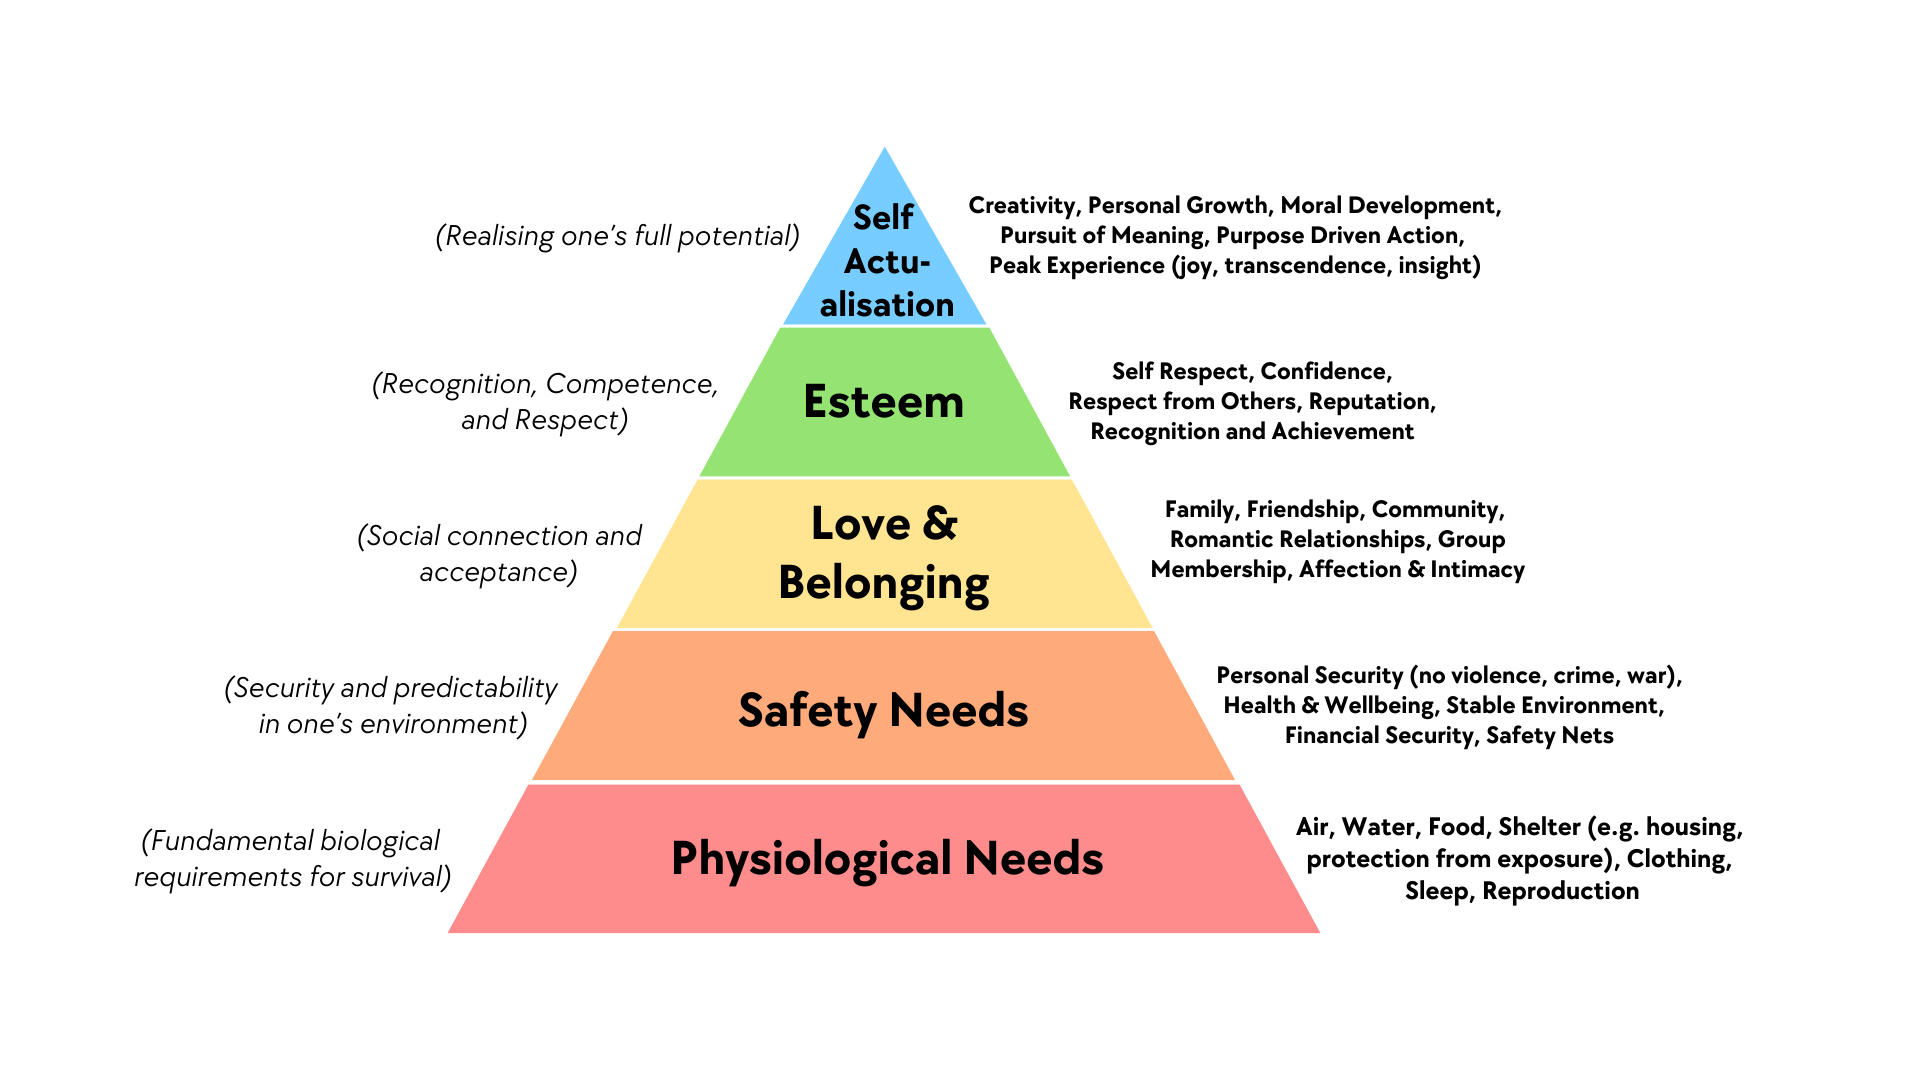 (Realising one's full potential)
Self
Actu-
alisation
Creativity, Personal Growth, Moral Development,
Pursuit of Meaning, Purpose Driven Action,
Peak Experience (joy, transcendence, insight)
(Recognition, Competence,
and Respect)
Esteem
Self Respect, Confidence,
Respect from Others, Reputation,
Recognition and Achievement
(Social connection and
acceptance)
Love &
Belonging
Family, Friendship, Community,
Romantic Relationships, Group
Membership, Affection & Intimacy
(Security and predictability
in one's environment)
Safety Needs
Personal Security (no violence, crime, war),
Health & Wellbeing, Stable Environment,
Financial Security, Safety Nets
(Fundamental biological
requirements for survival)
Physiological Needs
Air, Water, Food, Shelter (e.g. housing,
protection from exposure), Clothing,
Sleep, Reproduction